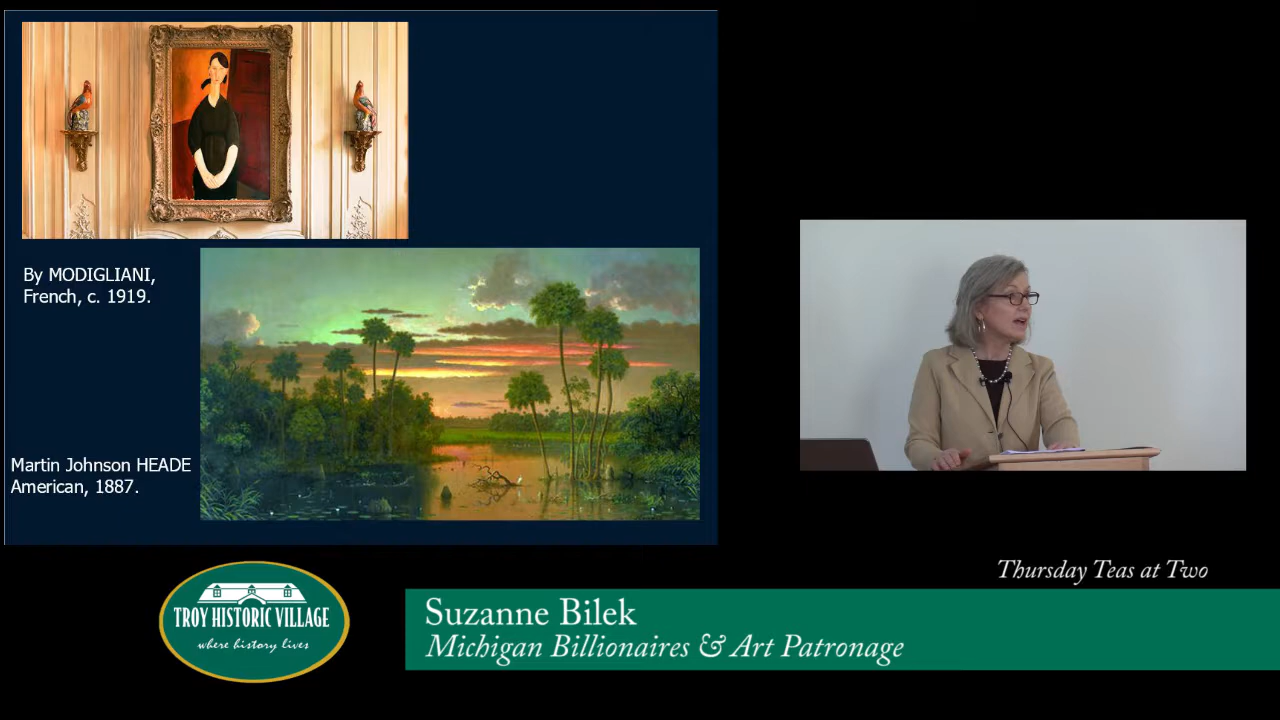 By MODIGLIANI,
French, c. 1919.
Martin Johnson HEADE
American, 1887.
Thursday Teas at Two
TROY HISTORIC VILLAGE
where history lives
Suzanne Bilek
Michigan Billionaires & Art Patronage